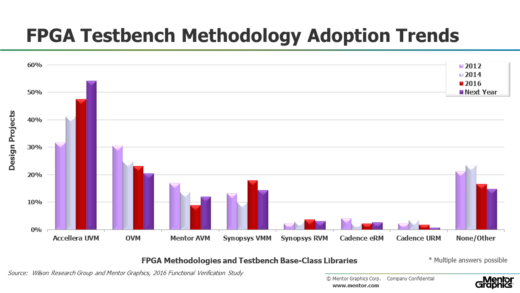 FPGA Testbench Methodology Adoption Trends
60%
50%
40%
30%
20%
10%
0%
Design Projects
2012
2014
2016
Next Year
Accellera UVM
OVM
Mentor AVM
Synopsys VMM
Synopsys RVM
Cadence eRM
Cadence URM
None/Other
FPGA Methodologies and Testbench Base-Class Libraries
* Multiple answers possible
Source: Wilson Research Group and Mentor Graphics, 2016 Functional Verification Study
© Mentor Graphics Corp. Company Confidential
www.mentor.com
Mentor
Graphics